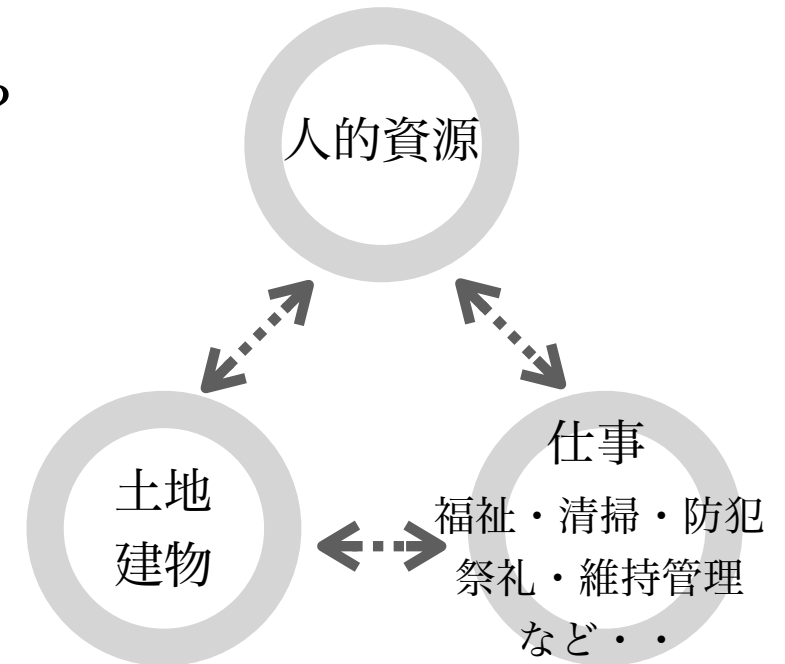 人的資源
土地
建物
仕事
福祉・清掃・防犯
祭礼・維持管理
など・・